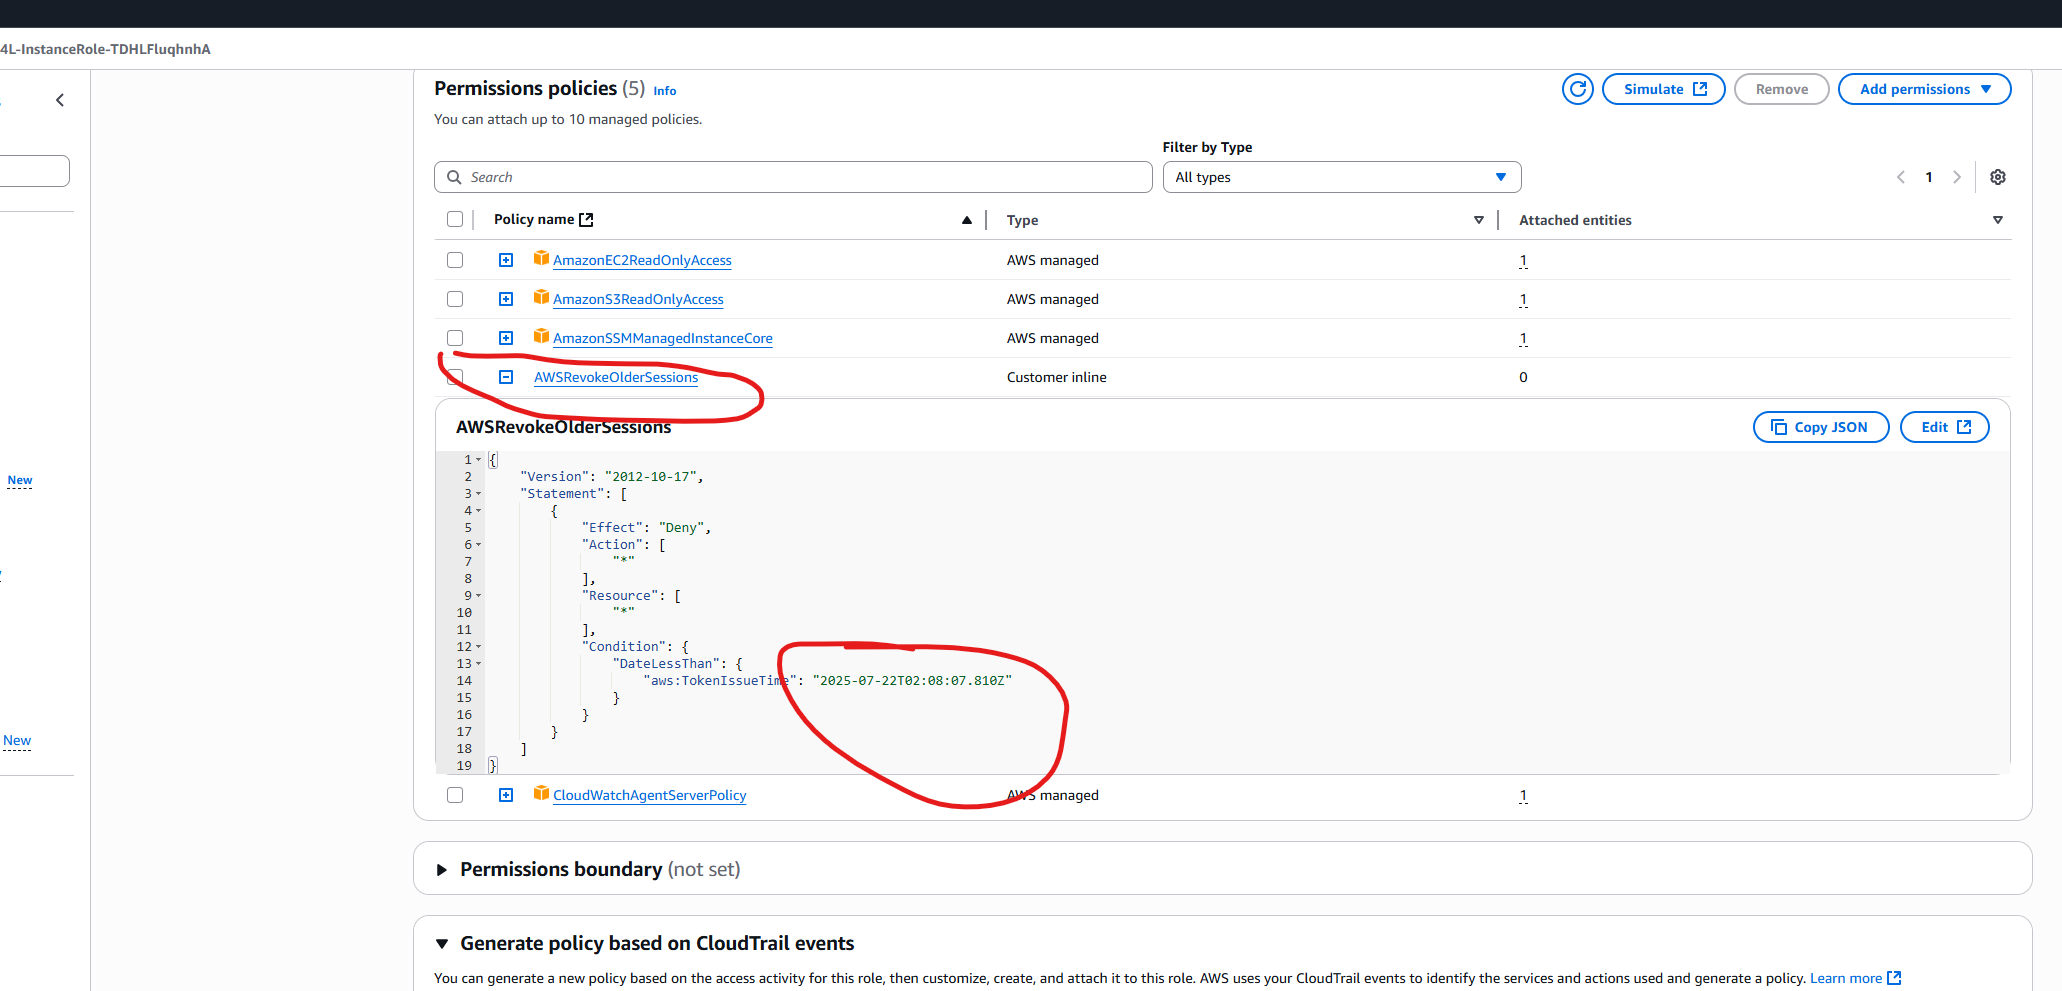 4L-InstanceRole-TDHLFluqhnhA
Permissions policies (5) Info
Simulate
Remove
Add permissions
You can attach up to 10 managed policies.
Filter by Type
Search
All types
1
Policy name
Type
Attached entities
AmazonEC2ReadOnlyAccess
AWS managed
1
AmazonS3ReadOnlyAccess
AWS managed
1
AmazonSSMManagedInstanceCore
AWS managed
1
AWSRevokeOlderSessions
Customer inline
0
AWSRevokeOlderSessions
Copy JSON
Edit
1 {
2 "Version": "2012-10-17",
3 "Statement": [
4 {
5 "Effect": "Deny",
6 "Action": [
7 "*"
8 ],
9 "Resource": [
10 "*"
11 ],
12 "Condition": {
13 "DateLessThan": {
14 "aws:TokenIssueTime": "2025-07-22T02:08:07.810Z"
15 }
16 }
17 }
18 ]
19 }
CloudWatchAgentServerPolicy
AWS managed
1
New
New
Permissions boundary (not set)
Generate policy based on CloudTrail events
You can generate a new policy based on the access activity for this role, then customize, create, and attach it to this role. AWS uses your CloudTrail events to identify the services and actions used and generate a policy. Learn more